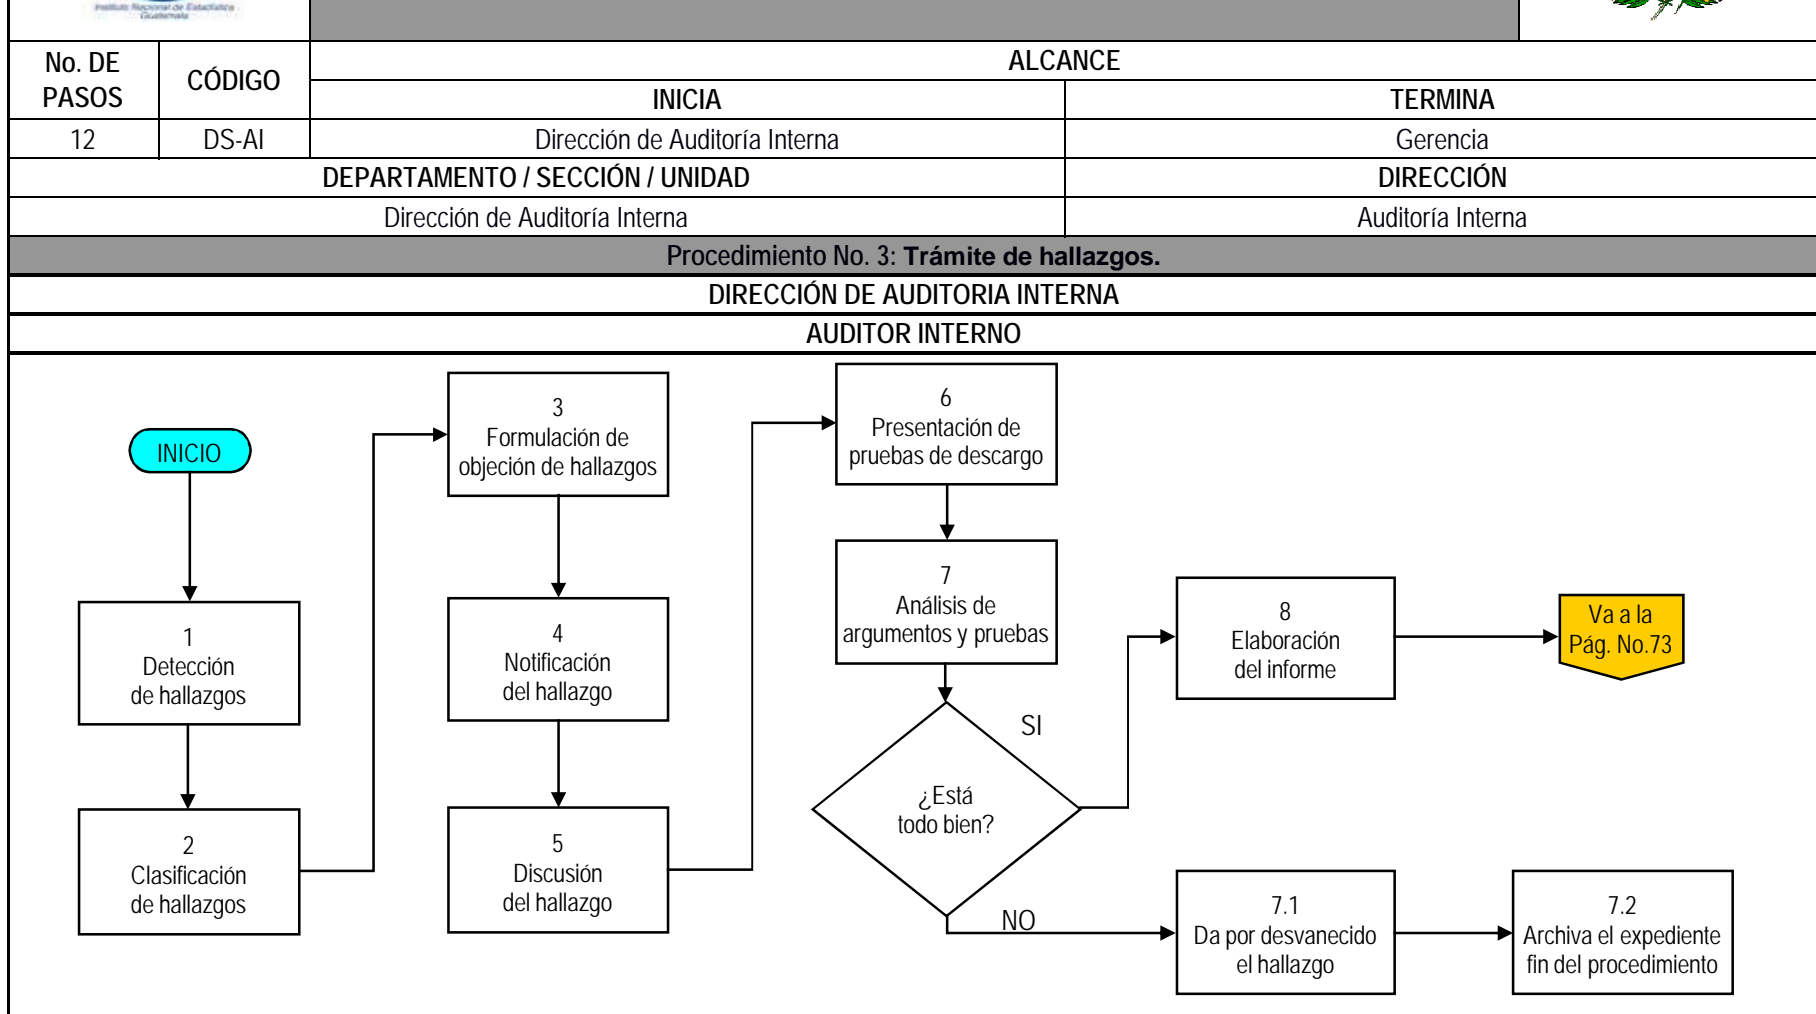 Instituto Nacional de Estadística
Guatemala
No. DE
PASOS
CÓDIGO
ALCANCE
INICIA
TERMINA
12
DS-AI
Dirección de Auditoría Interna
Gerencia
DEPARTAMENTO / SECCIÓN / UNIDAD
DIRECCIÓN
Dirección de Auditoría Interna
Auditoría Interna
Procedimiento No. 3: Trámite de hallazgos.
DIRECCIÓN DE AUDITORIA INTERNA
AUDITOR INTERNO
INICIO
1
Detección
de hallazgos
2
Clasificación
de hallazgos
3
Formulación de
objeción de hallazgos
4
Notificación
del hallazgo
5
Discusión
del hallazgo
6
Presentación de
pruebas de descargo
7
Análisis de
argumentos y pruebas
¿Está
todo bien?
SI
8
Elaboración
del informe
Va a la
Pág. No.73
NO
7.1
Da por desvanecido
el hallazgo
7.2
Archiva el expediente
fin del procedimiento